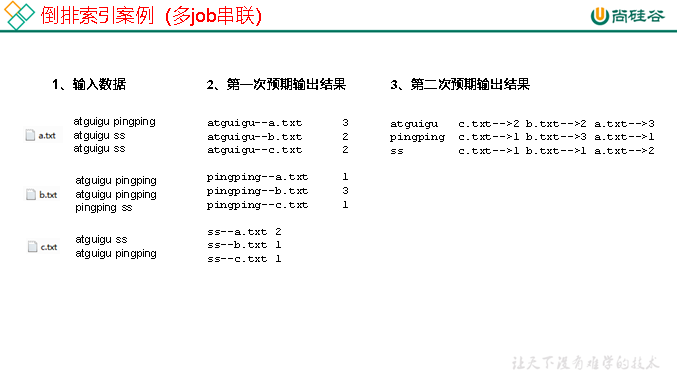 倒排索引案例（多job串联）
尚硅谷
1、输入数据
2、第一次预期输出结果
3、第二次预期输出结果
a.txt
atguigu pingping
atguigu ss
atguigu ss
b.txt
atguigu pingping
atguigu pingping
pingping ss
c.txt
atguigu ss
atguigu pingping
atguigu--a.txt 3
atguigu--b.txt 2
atguigu--c.txt 2
pingping--a.txt 1
pingping--b.txt 3
pingping--c.txt 1
ss--a.txt 2
ss--b.txt 1
ss--c.txt 1
atguigu c.txt-->2 b.txt-->2 a.txt-->3
pingping c.txt-->1 b.txt-->3 a.txt-->1
ss c.txt-->1 b.txt-->1 a.txt-->2
让天下没有难学的技术